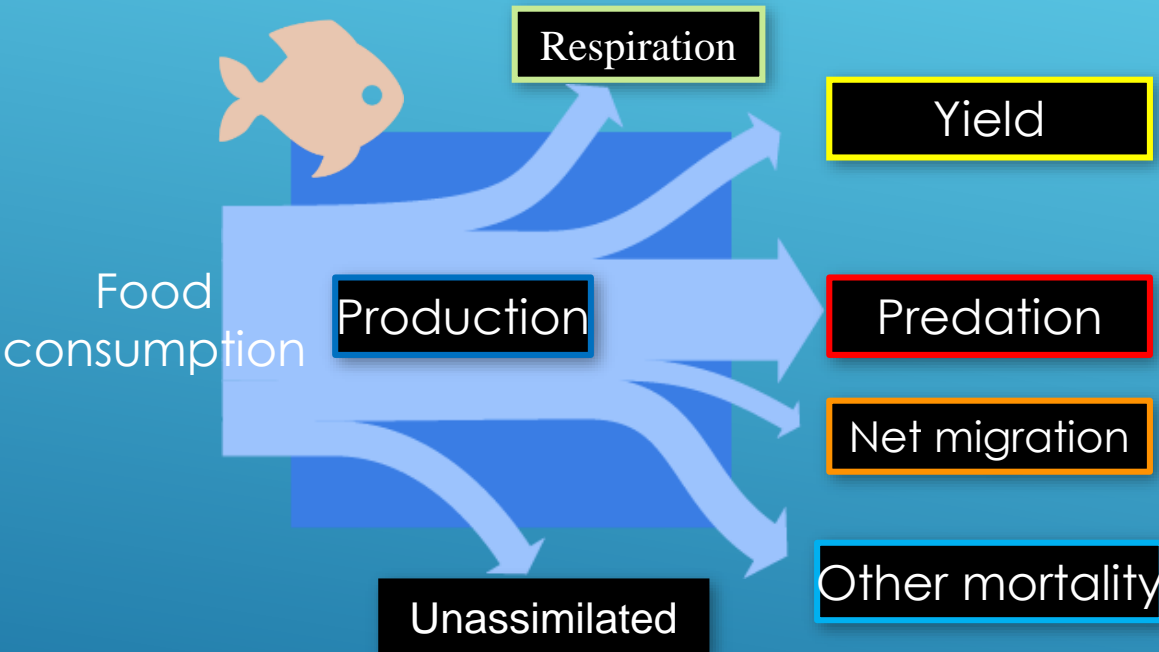 Respiration
Yield
Food
consumption
Production
Predation
Net migration
Other mortality
Unassimilated